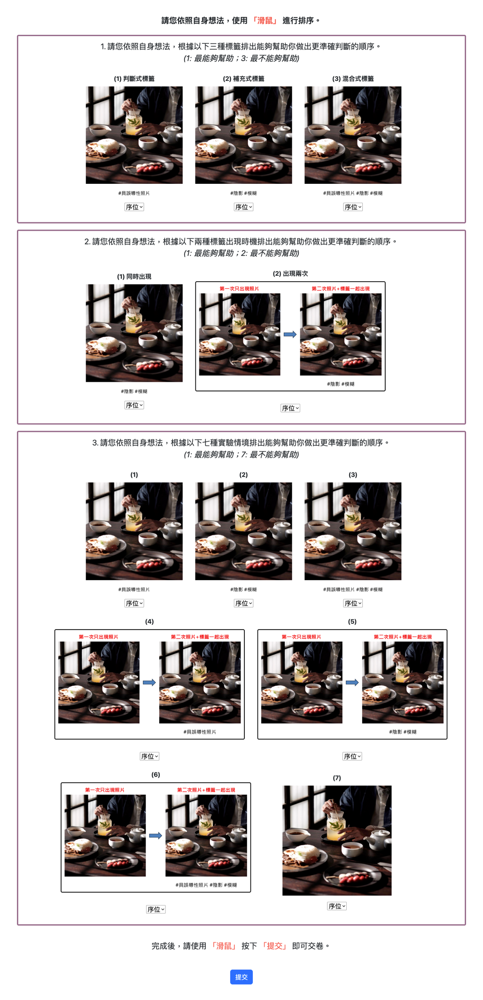 請您依照自身想法，使用 「滑鼠」 進行排序。
1. 請您依照自身想法，根據以下三種標籤排出能夠幫助你做出更準確判斷的順序。
(1: 最能夠幫助；3: 最不能夠幫助)
(1) 判斷式標籤
(2) 補充式標籤
(3) 混合式標籤
#具誤導性照片
#陰影 #模糊
#具誤導性照片 #陰影 #模糊
序位
序位
序位
2. 請您依照自身想法，根據以下兩種標籤出現時機排出能夠幫助你做出更準確判斷的順序。
(1: 最能夠幫助；2: 最不能夠幫助)
(1) 同時出現
(2) 出現兩次
第一次只出現照片
第二次照片+標籤一起出現
#陰影 #模糊
#陰影 #模糊
序位
序位
3. 請您依照自身想法，根據以下七種實驗情境排出能夠幫助你做出更準確判斷的順序。
(1: 最能夠幫助；7: 最不能夠幫助)
(1)
(2)
(3)
#具誤導性照片
#陰影 #模糊
#具誤導性照片 #陰影 #模糊
序位
序位
序位
(4)
(5)
第一次只出現照片
第二次照片+標籤一起出現
第一次只出現照片
第二次照片+標籤一起出現
#具誤導性照片
#陰影 #模糊
序位
序位
(6)
(7)
第一次只出現照片
第二次照片+標籤一起出現
#具誤導性照片 #陰影 #模糊
序位
序位
完成後，請使用 「滑鼠」 按下 「提交」 即可交卷。
提交